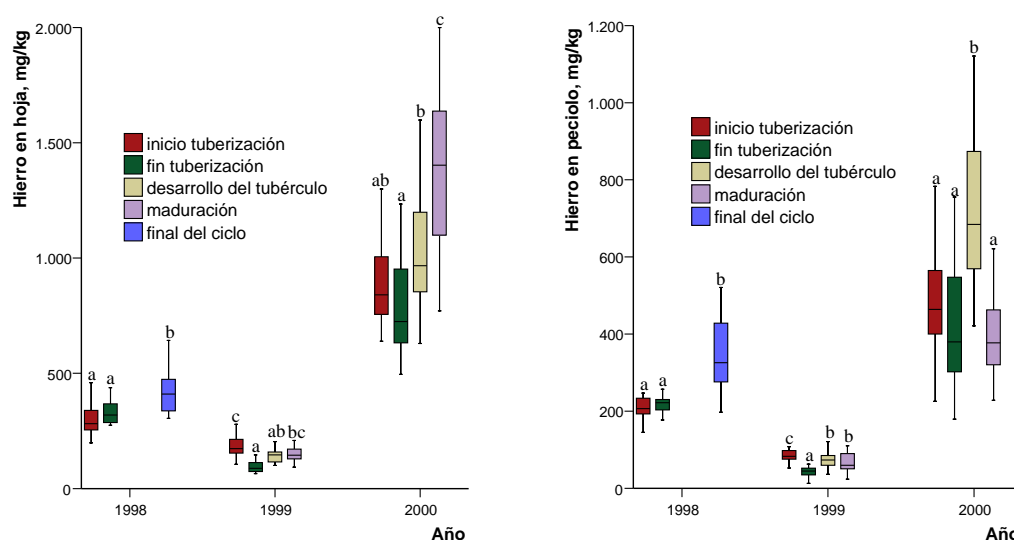 Hierro en hoja, mg/kg
2.000
1.500
1.000
500
0
inicio tuberización
fin tuberización
desarrollo del tubérculo
maduración
final del ciclo
a
a
b
c
a
ab
bc
ab
a
b
c
1998
1999
2000
Año
Hierro en peciolo, mg/kg
1.200
1.000
800
600
400
200
0
inicio tuberización
fin tuberización
desarrollo del tubérculo
maduración
final del ciclo
a
a
b
c
a
b
b
a
a
b
a
1998
1999
2000
Año